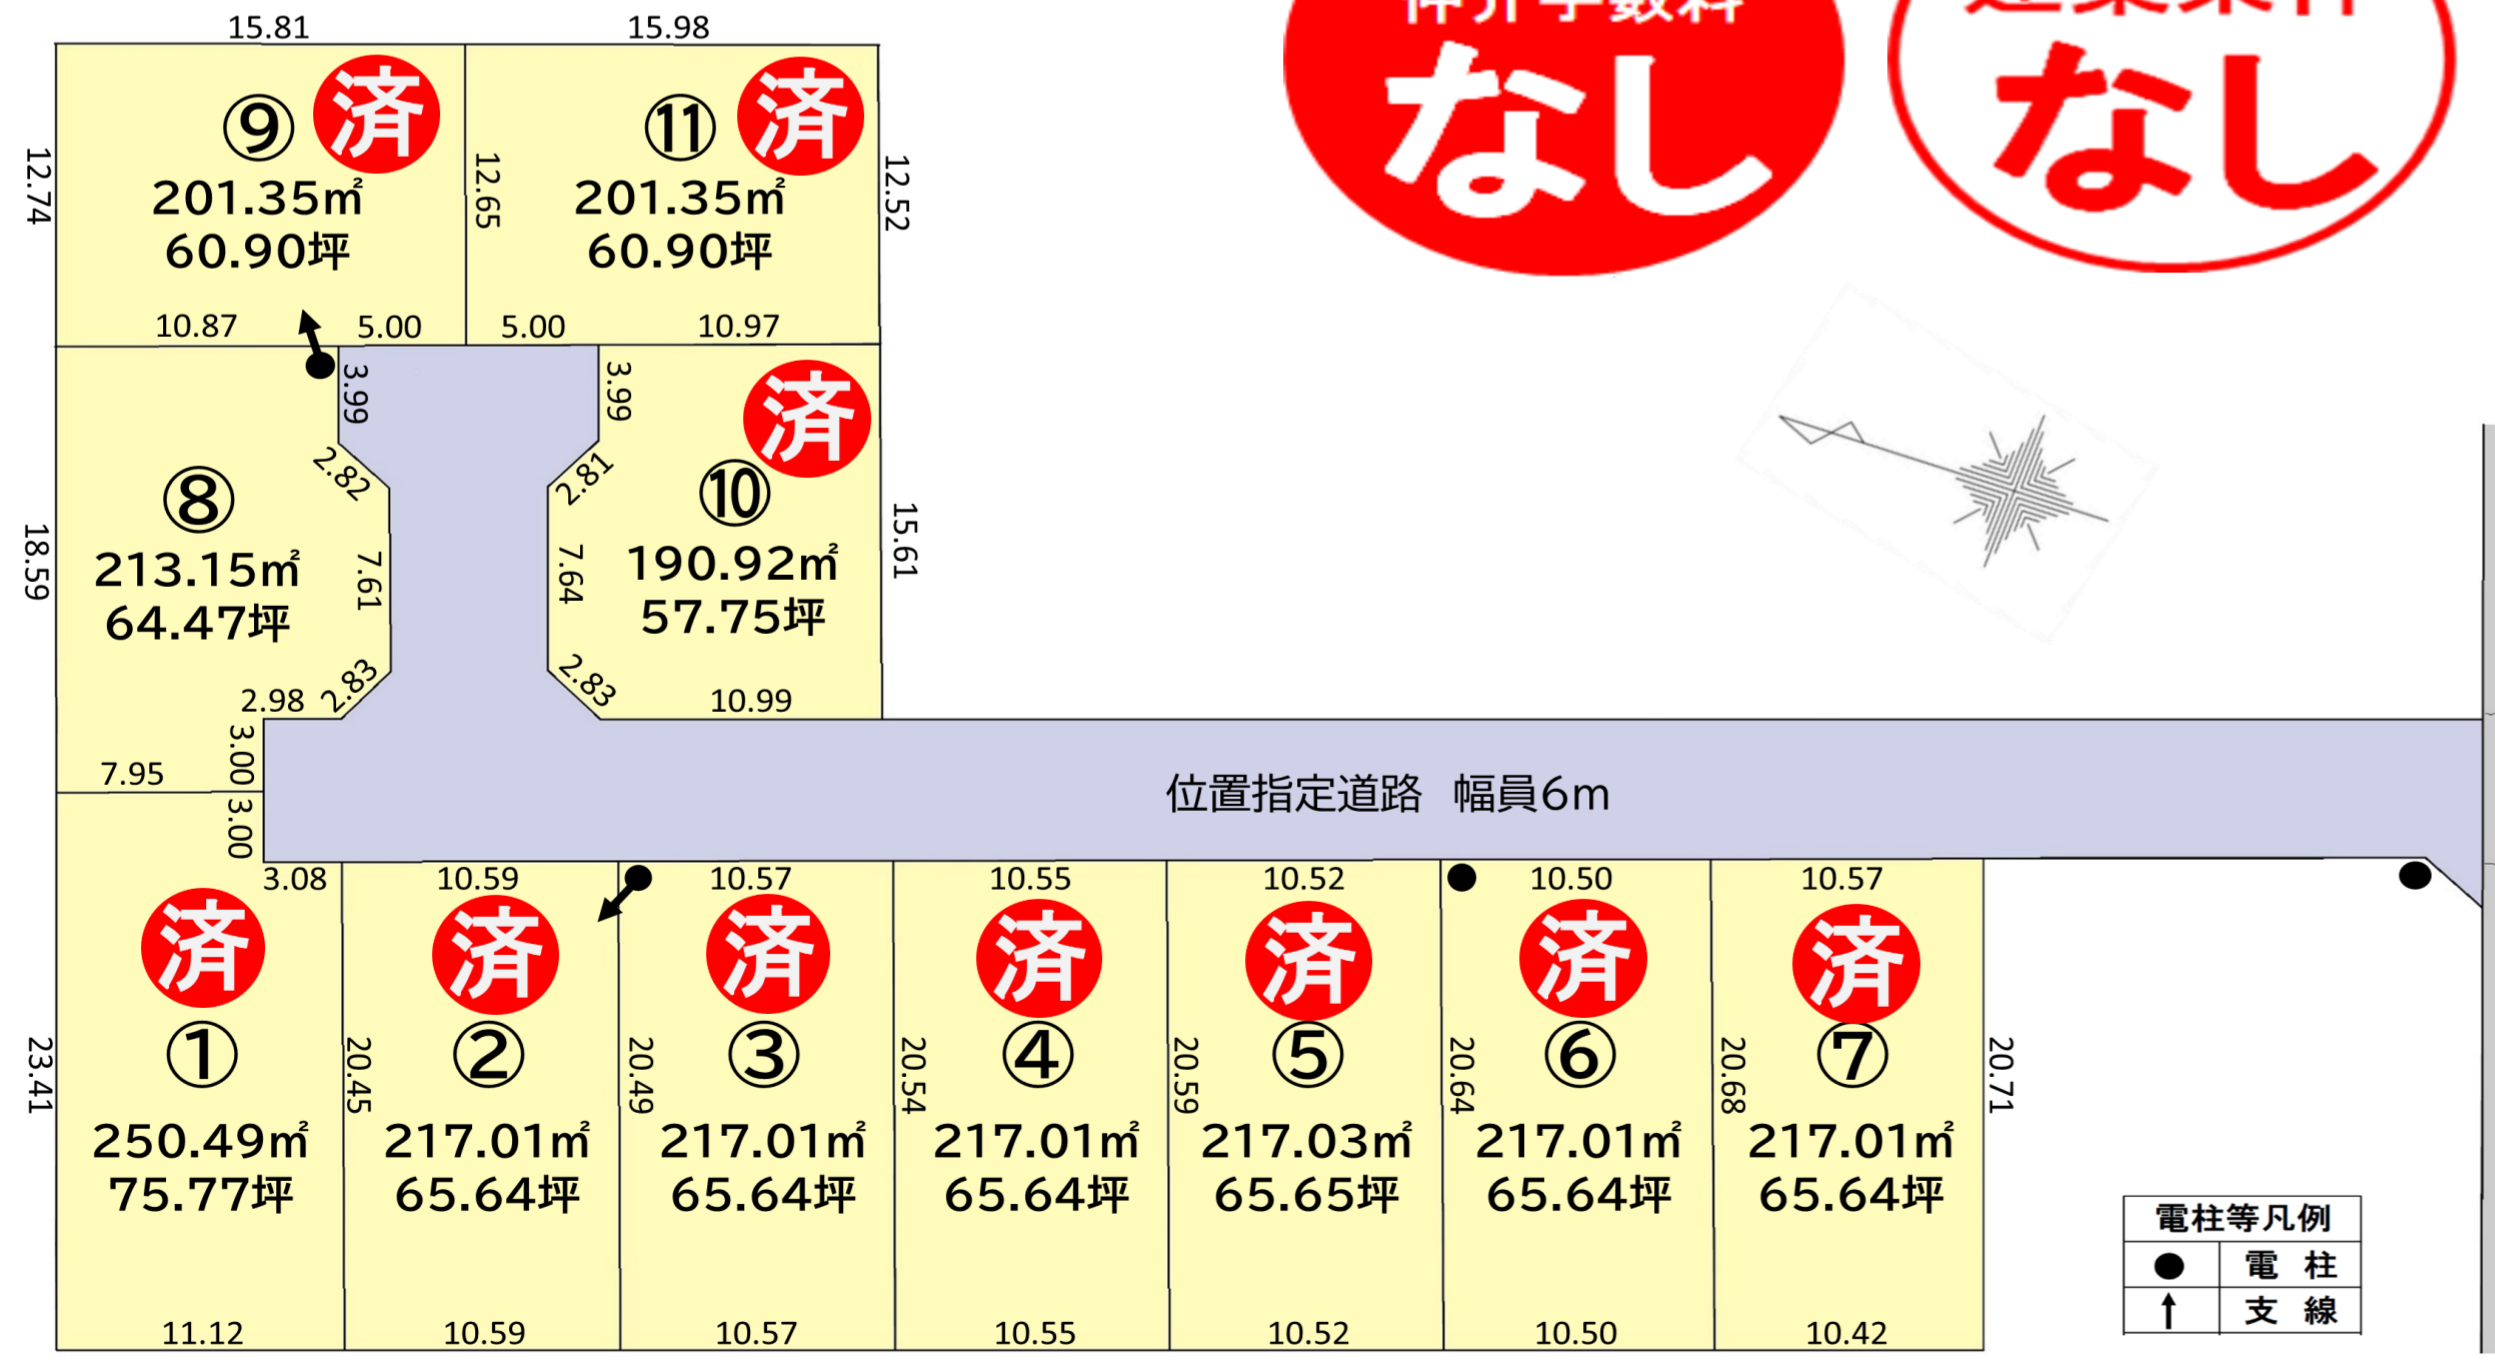 仲介手数料
なし
建築条件
なし
15.81
15.98
⑨
済
201.35㎡
60.90坪
12.74
12.65
⑪
済
201.35㎡
60.90坪
12.52
10.87
5.00
5.00
10.97
3.99
3.99
済
2.82
2.81
⑧
213.15㎡
64.47坪
18.59
7.61
7.64
⑩
190.92㎡
57.75坪
15.61
2.98
2.83
2.83
10.99
3.00
7.95
3.00
位置指定道路 幅員6m
3.08
10.59
10.57
10.55
10.52
10.50
10.57
済
①
250.49㎡
75.77坪
23.41
20.45
済
②
217.01㎡
65.64坪
20.49
済
③
217.01㎡
65.64坪
20.54
済
④
217.01㎡
65.64坪
20.59
済
⑤
217.03㎡
65.65坪
20.64
済
⑥
217.01㎡
65.64坪
20.68
済
⑦
217.01㎡
65.64坪
20.71
11.12
10.59
10.57
10.55
10.52
10.50
10.42
電柱等凡例
● 電 柱
↑ 支 線